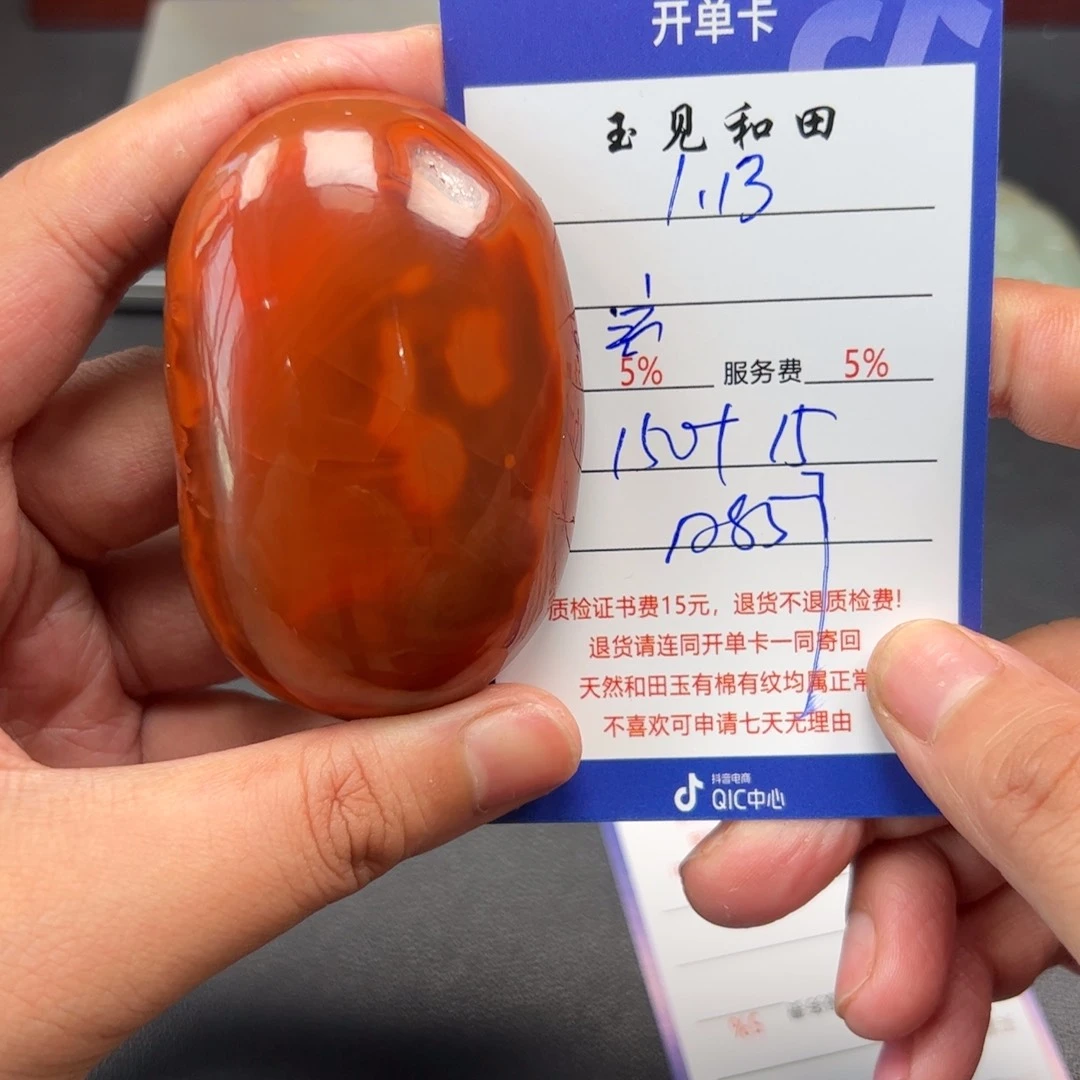 开单卡
玉见和田
1.13
5% 服务费 5%
150+ 15
质检证书费15元，退货不退质检费！
退货请连同开单卡一同寄回
天然和田玉有棉有纹均属正常
不喜欢可申请七天无理由
抖音电商
QIC中心